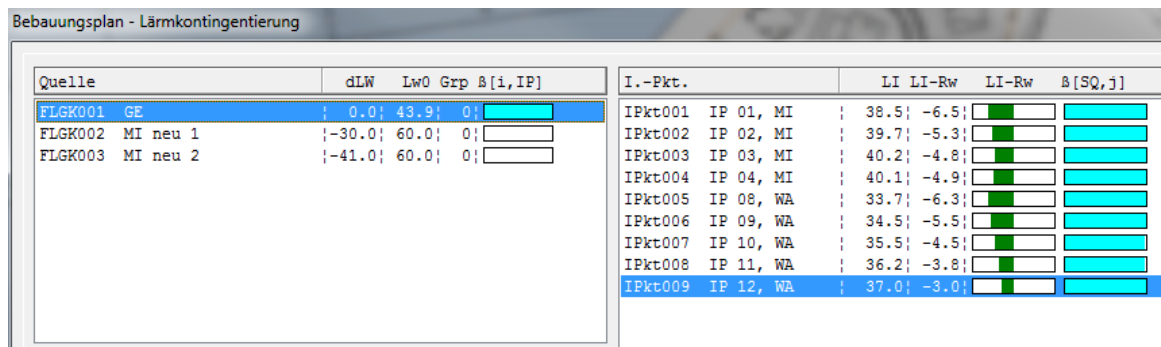 Bebauungsplan - Lärmkontingentierung
Quelle dLW Lw0 Grp ß[i,IP]
FLGK001 GE ¦ 0.0¦ 43.9¦ 0¦
FLGK002 MI neu 1 ¦-30.0¦ 60.0¦ 0¦
FLGK003 MI neu 2 ¦-41.0¦ 60.0¦ 0¦
I.-Pkt. LI LI-Rw LI-Rw ß[SQ,j]
IPkt001 IP 01, MI ¦ 38.5¦ -6.5¦
IPkt002 IP 02, MI ¦ 39.7¦ -5.3¦
IPkt003 IP 03, MI ¦ 40.2¦ -4.8¦
IPkt004 IP 04, MI ¦ 40.1¦ -4.9¦
IPkt005 IP 08, WA ¦ 33.7¦ -6.3¦
IPkt006 IP 09, WA ¦ 34.5¦ -5.5¦
IPkt007 IP 10, WA ¦ 35.5¦ -4.5¦
IPkt008 IP 11, WA ¦ 36.2¦ -3.8¦
IPkt009 IP 12, WA ¦ 37.0¦ -3.0¦